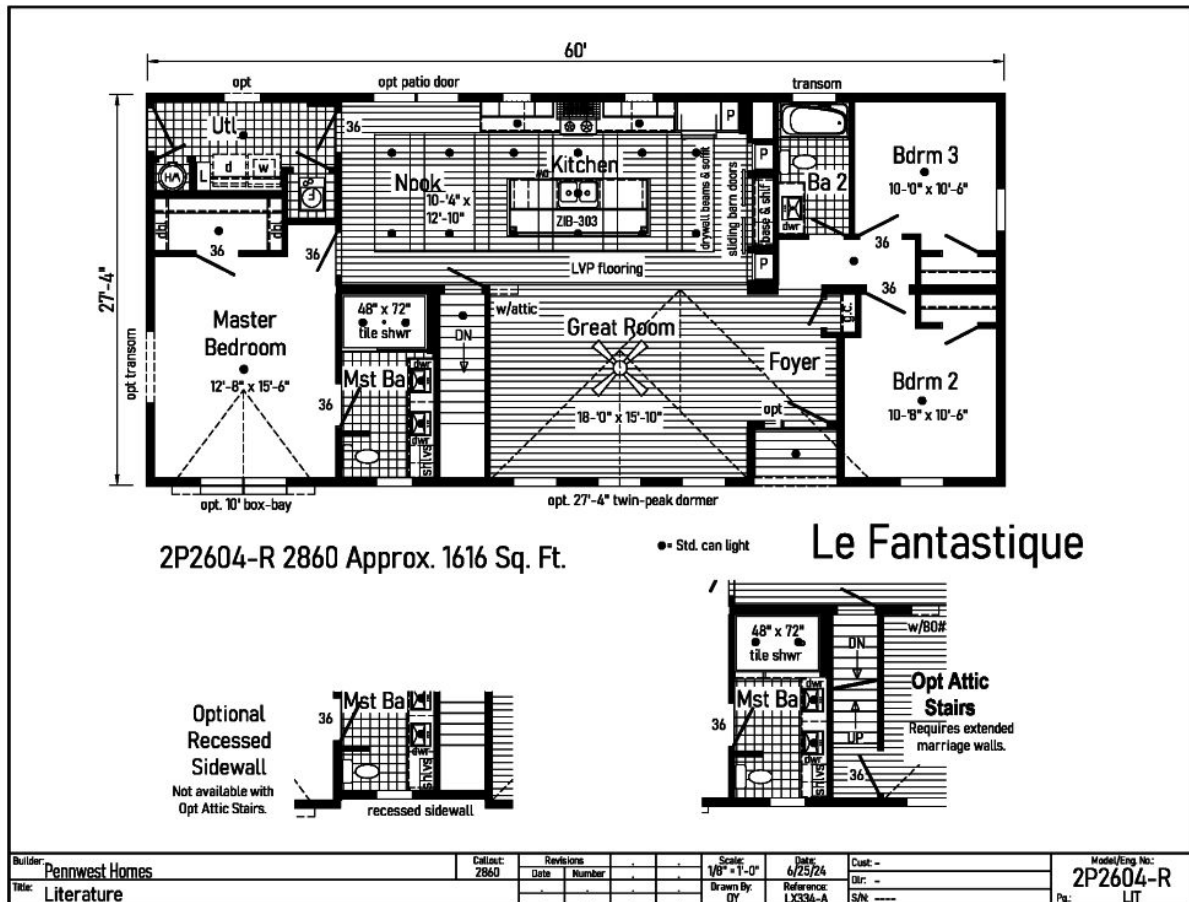 60'
opt
opt patio door
transom
Utl
36
P
Kitchen
Nook
10-'4" x
12'-10"
DW
ZIB-303
drywall beams & soffit
sliding barn doors
P
base & shlf
P
Ba 2
dwr
Bdrm 3
10-'0" x 10'-6"
H/W
L
d
w
F
dbl
dbl
36
36
36
36
27'-4"
LVP flooring
w/attic
48" x 72"
tile shwr
DN
Master
Bedroom
12'-8" x 15'-6"
opt transom
Mst Ba
dwr
dwr
36
shlvs
Great Room
18-'0" x 15'-10"
Foyer
g.c.
opt
Bdrm 2
10-'8" x 10'-6"
opt. 10' box-bay
opt. 27'-4" twin-peak dormer
2P2604-R 2860 Approx. 1616 Sq. Ft.
●= Std. can light
Le Fantastique
48" x 72"
tile shwr
DN
w/80#
Mst Ba
dwr
dwr
36
shlvs
UP
36
Opt Attic
Stairs
Requires extended
marriage walls.
Optional
Recessed
Sidewall
Not available with
Opt Attic Stairs.
36
Mst Ba
dwr
shlvs
recessed sidewall
Builder: Pennwest Homes
Title: Literature
Callout:
2860
Revisions
Date Number
Scale:
1/8" = 1'-0"
Drawn By:
DY
Date:
6/25/24
Reference:
LX334-A
Cust: -
Dlr: -
S/N: ----
Model/Eng. No.:
2P2604-R
Pg.: LIT